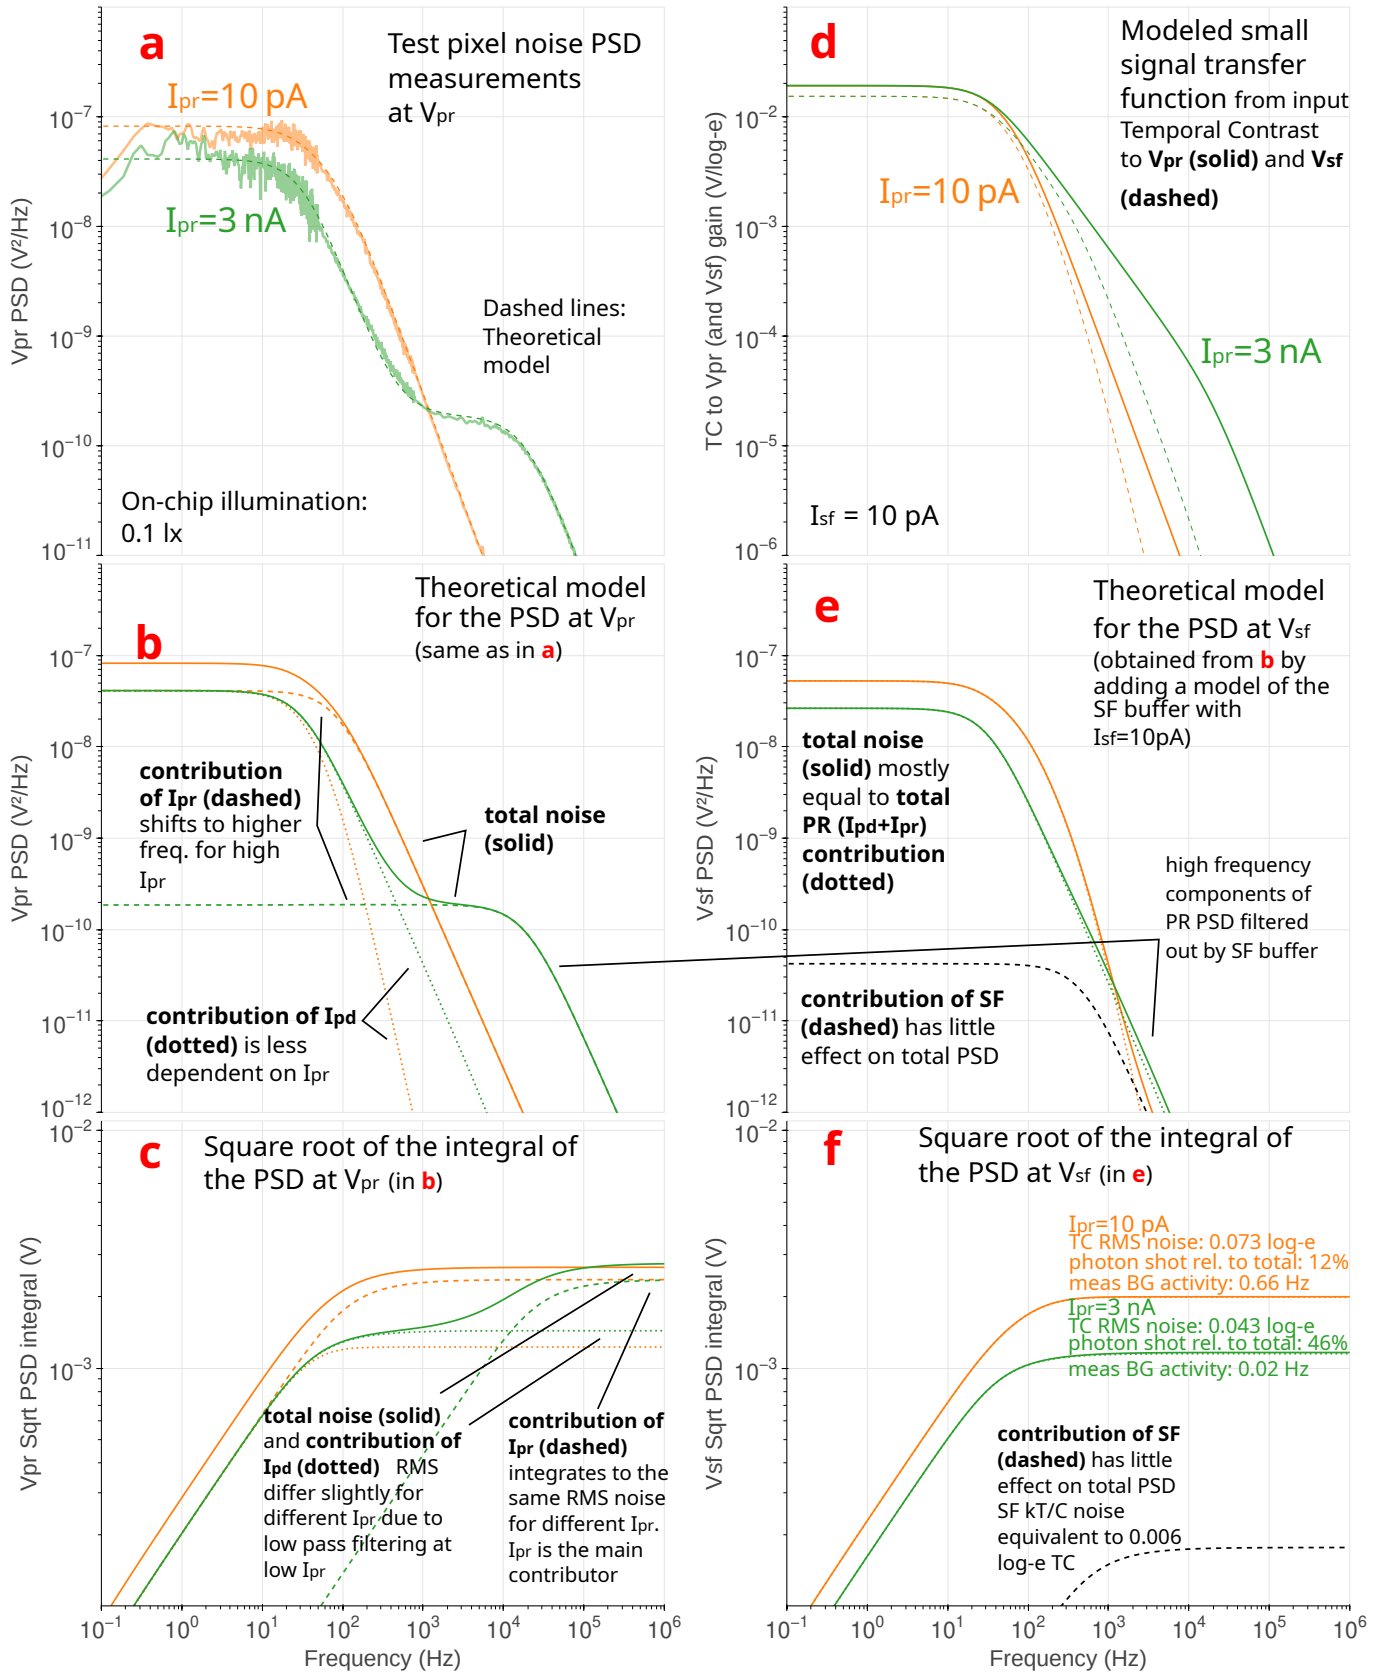 a
Test pixel noise PSD
measurements
at Vpr
Ipr=10 pA
Ipr=3 nA
Dashed lines:
Theoretical
model
On-chip illumination:
0.1 lx
Vpr PSD (V²/Hz)
10⁻⁷
10⁻⁸
10⁻⁹
10⁻¹⁰
10⁻¹¹
d
Modeled small
signal transfer
function from input
Temporal Contrast
to Vpr (solid) and Vsf
(dashed)
Ipr=10 pA
Ipr=3 nA
Isf = 10 pA
TC to Vpr (and Vsf) gain (V/log-e)
10⁻²
10⁻³
10⁻⁴
10⁻⁵
10⁻⁶
b
Theoretical model
for the PSD at Vpr
(same as in a)
contribution
of Ipr (dashed)
shifts to higher
freq. for high
Ipr
total noise
(solid)
contribution of Ipd
(dotted) is less
dependent on Ipr
Vpr PSD (V²/Hz)
10⁻⁷
10⁻⁸
10⁻⁹
10⁻¹⁰
10⁻¹¹
10⁻¹²
e
Theoretical model
for the PSD at Vsf
(obtained from b by
adding a model of the
SF buffer with
Isf=10pA)
total noise
(solid) mostly
equal to total
PR (Ipd+Ipr)
contribution
(dotted)
high frequency
components of
PR PSD filtered
out by SF buffer
contribution of SF
(dashed) has little
effect on total PSD
Vsf PSD (V²/Hz)
10⁻⁷
10⁻⁸
10⁻⁹
10⁻¹⁰
10⁻¹¹
10⁻¹²
c
Square root of the integral of
the PSD at Vpr (in b)
total noise (solid)
and contribution of
Ipd (dotted) RMS
differ slightly for
different Ipr due to
low pass filtering at
low Ipr
contribution of
Ipr (dashed)
integrates to the
same RMS noise
for different Ipr.
Ipr is the main
contributor
Vpr Sqrt PSD integral (V)
10⁻²
10⁻³
10⁻¹ 10⁰ 10¹ 10² 10³ 10⁴ 10⁵ 10⁶
Frequency (Hz)
f
Square root of the integral of
the PSD at Vsf (in e)
Ipr=10 pA
TC RMS noise: 0.073 log-e
photon shot rel. to total: 12%
meas BG activity: 0.66 Hz
Ipr=3 nA
TC RMS noise: 0.043 log-e
photon shot rel. to total: 46%
meas BG activity: 0.02 Hz
contribution of SF
(dashed) has little
effect on total PSD
SF kT/C noise
equivalent to 0.006
log-e TC
Vsf Sqrt PSD integral (V)
10⁻²
10⁻³
10⁻¹ 10⁰ 10¹ 10² 10³ 10⁴ 10⁵ 10⁶
Frequency (Hz)